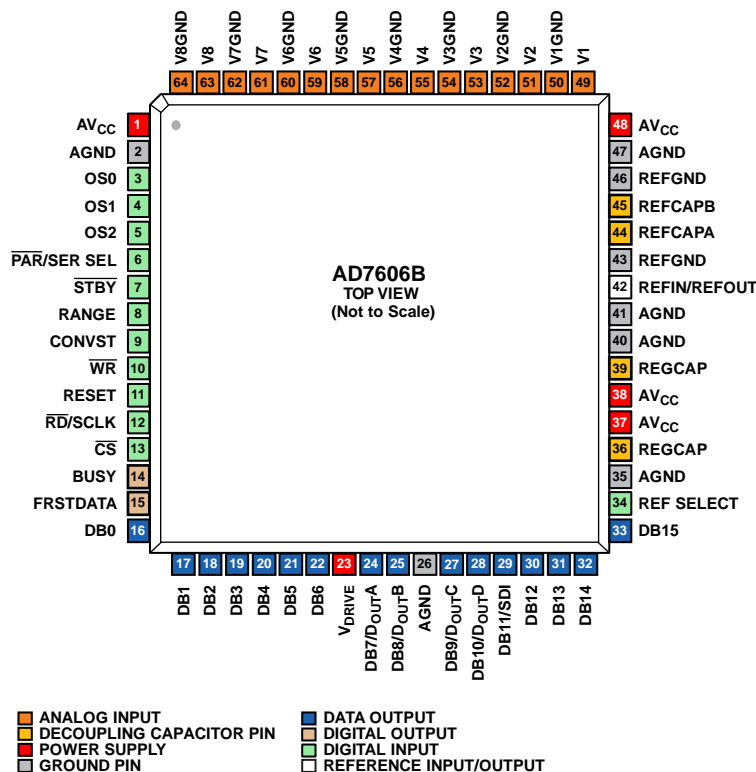 V8GND V8 V7GND V7 V6GND V6 V5GND V5 V4GND V4 V3GND V3 V2GND V2 V1GND V1
64 63 62 61 60 59 58 57 56 55 54 53 52 51 50 49
AVCC 1
AGND 2
OS0 3
OS1 4
OS2 5
PAR/SER SEL 6
STBY 7
RANGE 8
CONVST 9
WR 10
RESET 11
RD/SCLK 12
CS 13
BUSY 14
FRSTDATA 15
DB0 16
AD7606B
TOP VIEW
(Not to Scale)
48 AVCC
47 AGND
46 REFGND
45 REFCAPB
44 REFCAPA
43 REFGND
42 REFIN/REFOUT
41 AGND
40 AGND
39 REGCAP
38 AVCC
37 AVCC
36 REGCAP
35 AGND
34 REF SELECT
33 DB15
17 18 19 20 21 22 23 24 25 26 27 28 29 30 31 32
DB1 DB2 DB3 DB4 DB5 DB6 VDRIVE DB7/DOUTA DB8/DOUTB AGND DB9/DOUTC DB10/DOUTD DB11/SDI DB12 DB13 DB14
ANALOG INPUT
DECOUPLING CAPACITOR PIN
POWER SUPPLY
GROUND PIN
DATA OUTPUT
DIGITAL OUTPUT
DIGITAL INPUT
REFERENCE INPUT/OUTPUT